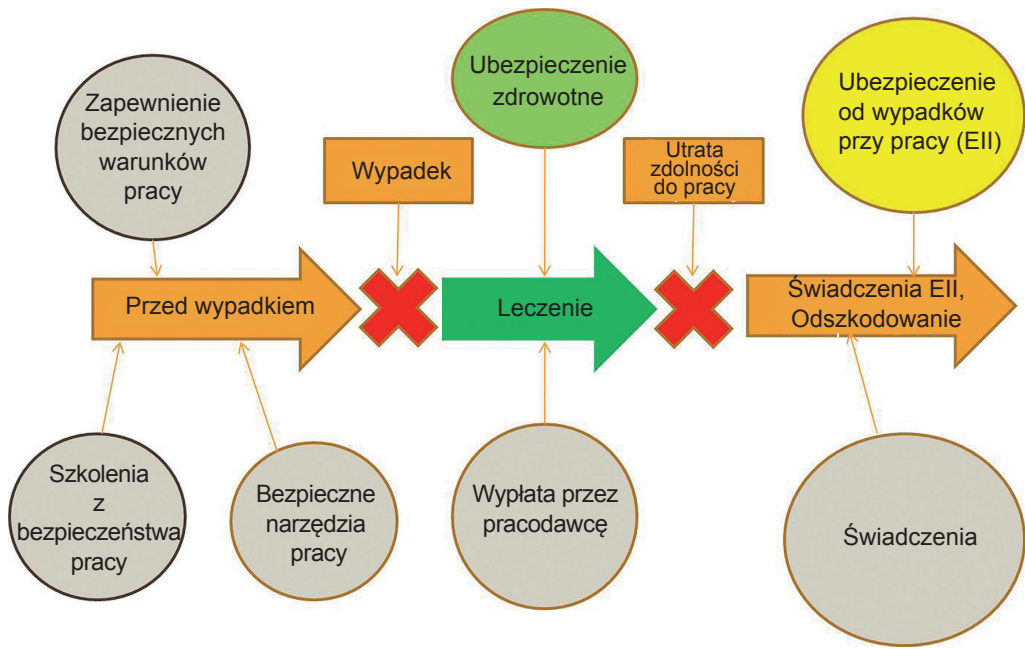 Zapewnienie
bezpiecznych
warunków
pracy
Ubezpieczenie
zdrowotne
Ubezpieczenie
od wypadków
przy pracy (EII)
Wypadek
Utrata
zdolności
do pracy
Przed wypadkiem
Leczenie
Świadczenia EII,
Odszkodowanie
Szkolenia
z
bezpieczeństwa
pracy
Bezpieczne
narzędzia
pracy
Wypłata przez
pracodawcę
Świadczenia